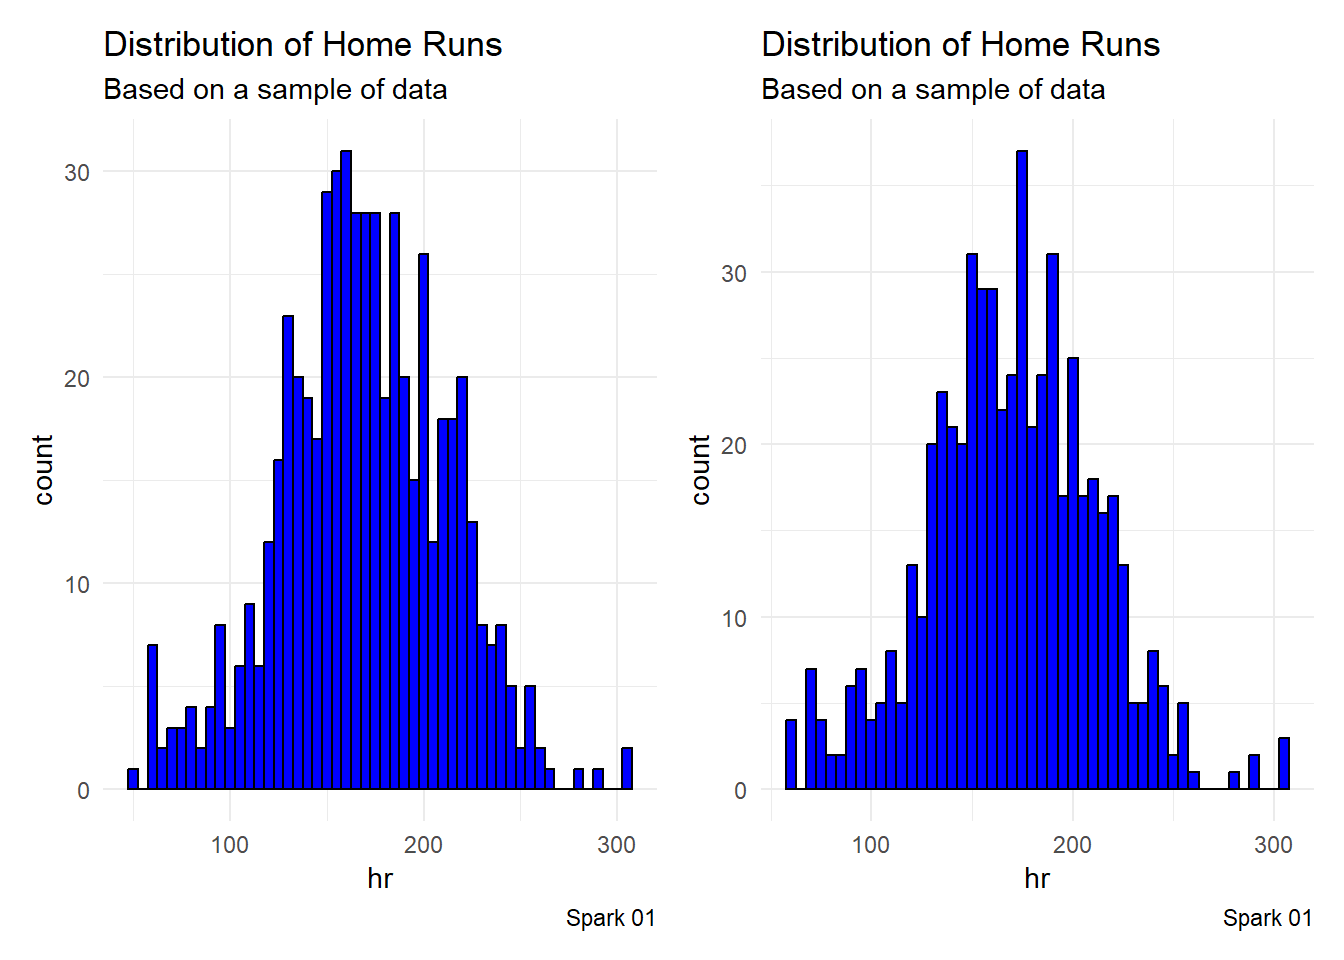 Distribution of Home Runs
Based on a sample of data
30
20
10
0
count
100 200 300
hr
Spark 01
Distribution of Home Runs
Based on a sample of data
30
20
10
0
count
100 200 300
hr
Spark 01